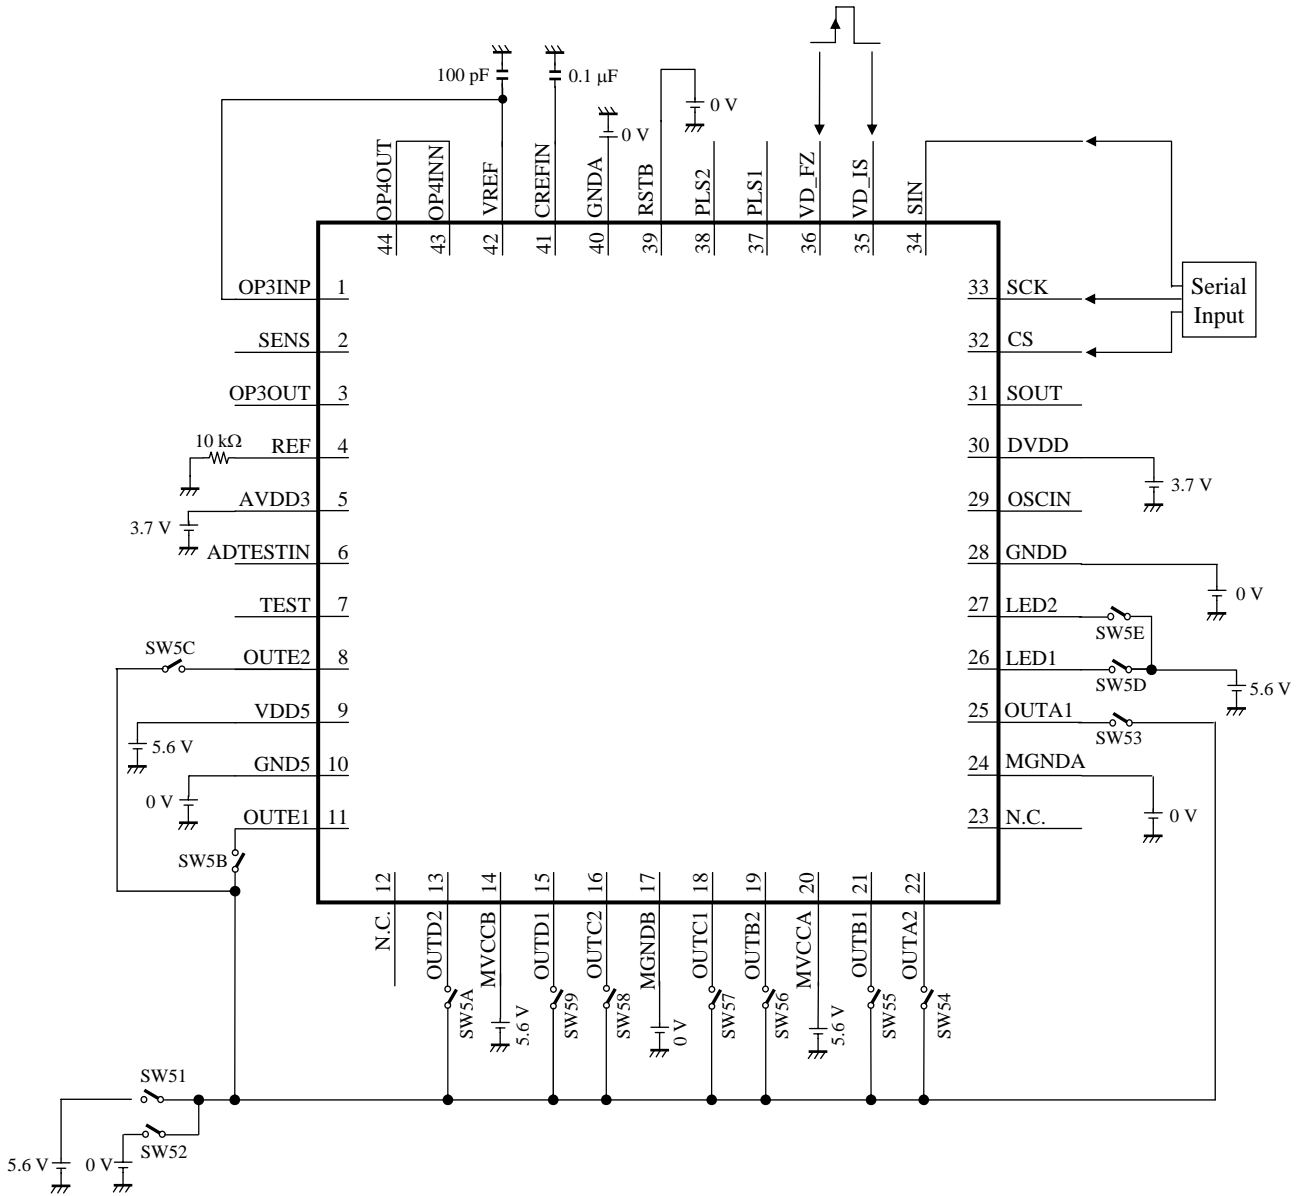 100 pF
0.1 μF
0 V
0 V
OP4OUT
OP4INN
VREF
CREFIN
GNDA
RSTB
PLS2
PLS1
VD_FZ
VD_IS
SIN
44
43
42
41
40
39
38
37
36
35
34
OP3INP 1
SENS 2
OP3OUT 3
10 kΩ
REF 4
AVDD3 5
3.7 V
ADTESTIN 6
TEST 7
SW5C
OUTE2 8
VDD5 9
5.6 V
GND5 10
0 V
OUTE1 11
SW5B
33 SCK
Serial
Input
32 CS
31 SOUT
30 DVDD
3.7 V
29 OSCIN
28 GNDD
0 V
27 LED2
SW5E
26 LED1
SW5D
5.6 V
25 OUTA1
SW53
24 MGNDA
0 V
23 N.C.
12
13
14
15
16
17
18
19
20
21
22
N.C.
OUTD2
MVCCB
OUTD1
OUTC2
MGNDB
OUTC1
OUTB2
MVCCA
OUTB1
OUTA2
SW5A
5.6 V
SW59
SW58
0 V
SW57
SW56
5.6 V
SW55
SW54
SW51
SW52
5.6 V
0 V